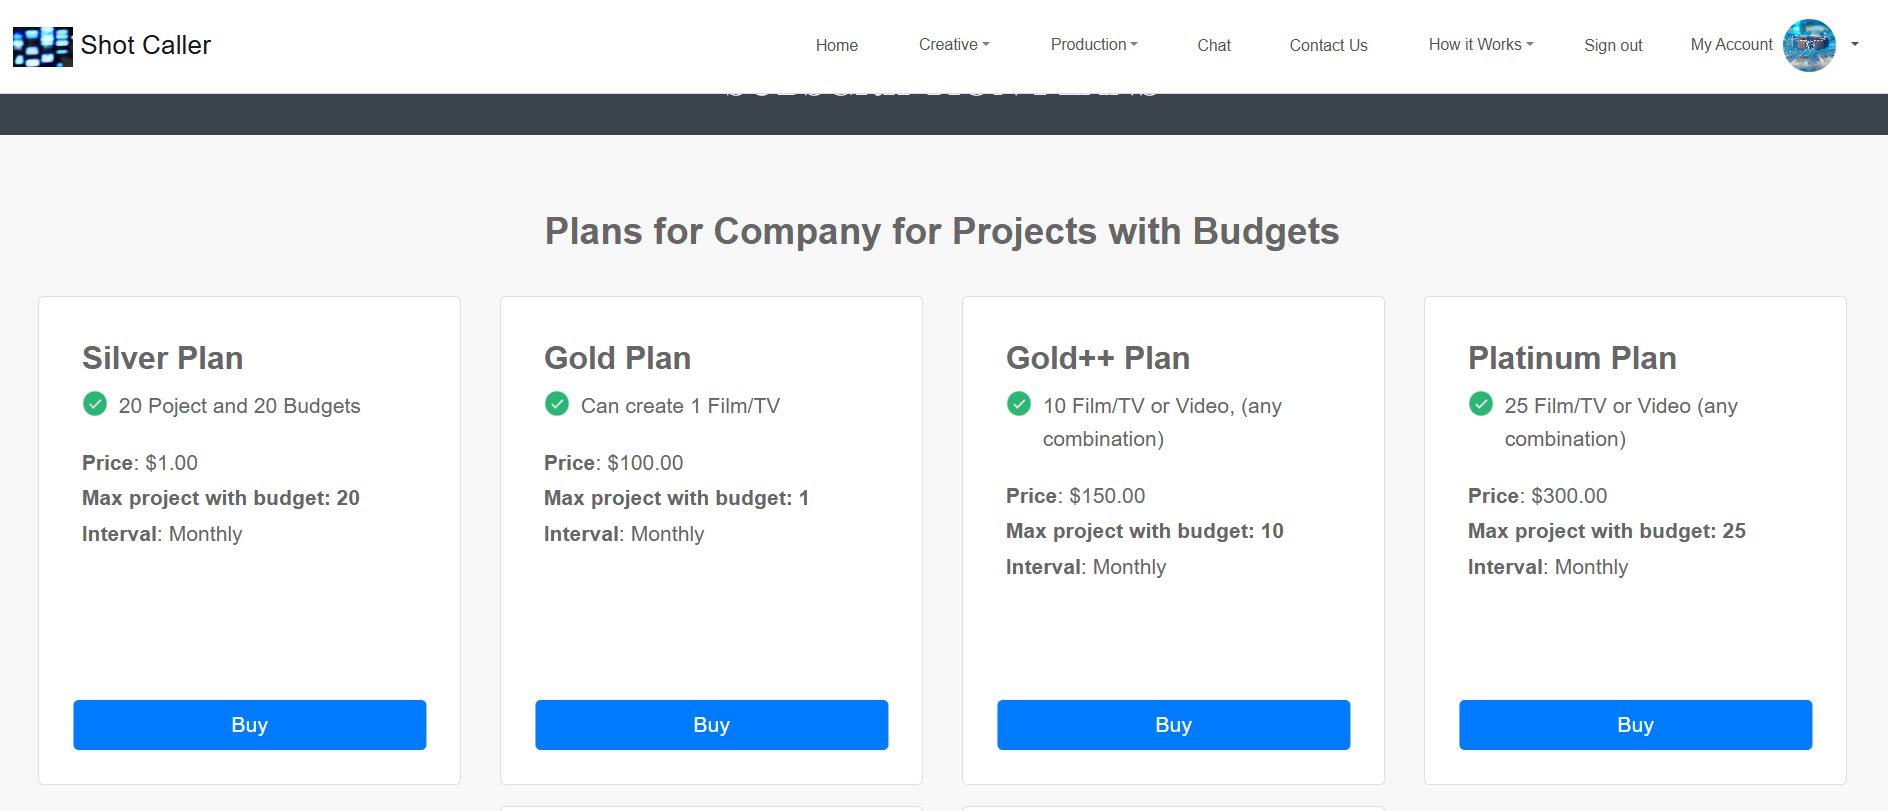 Shot Caller
Home Creative Production Chat Contact Us How it Works Sign out My Account
Plans for Company for Projects with Budgets
Silver Plan
20 Poject and 20 Budgets
Price: $1.00
Max project with budget: 20
Interval: Monthly
Buy
Gold Plan
Can create 1 Film/TV
Price: $100.00
Max project with budget: 1
Interval: Monthly
Buy
Gold++ Plan
10 Film/TV or Video, (any
combination)
Price: $150.00
Max project with budget: 10
Interval: Monthly
Buy
Platinum Plan
25 Film/TV or Video (any
combination)
Price: $300.00
Max project with budget: 25
Interval: Monthly
Buy